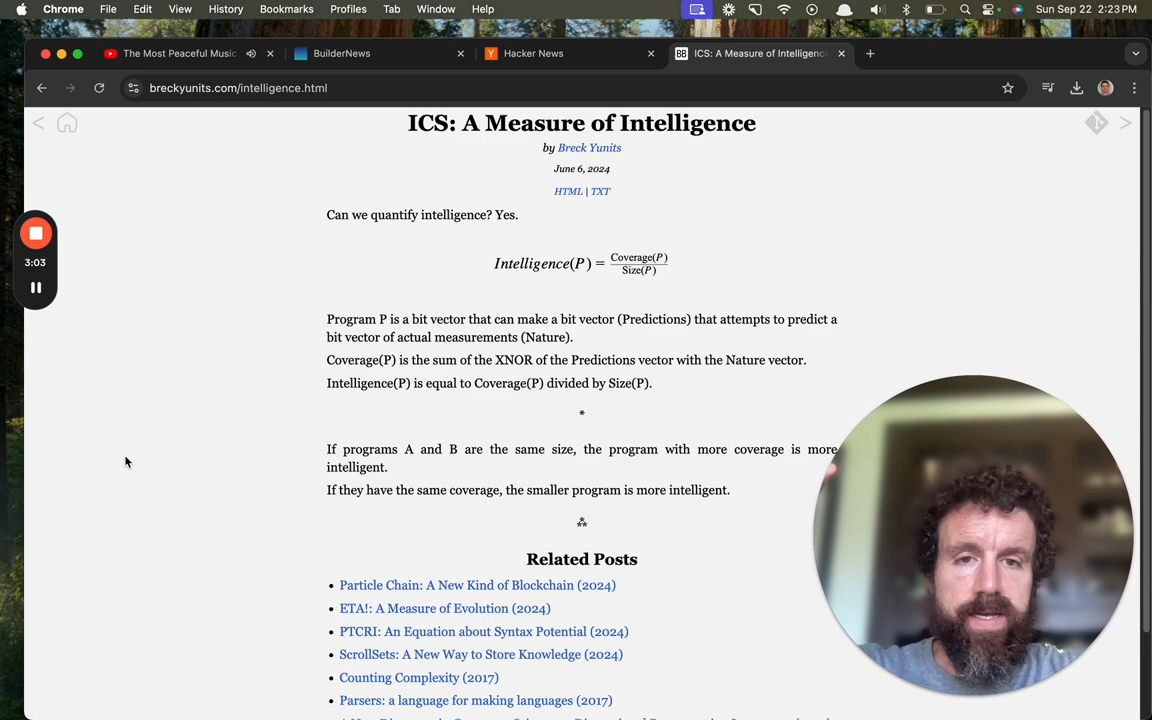 Chrome File Edit View History Bookmarks Profiles Tab Window Help Sun Sep 22 2:23 PM
The Most Peaceful Music BuilderNews Hacker News BB ICS: A Measure of Intelligence
breckyunits.com/intelligence.html
ICS: A Measure of Intelligence
by Breck Yunits
June 6, 2024
HTML | TXT
Can we quantify intelligence? Yes.
Intelligence(P) = Coverage(P)
Size(P)
3:03
Program P is a bit vector that can make a bit vector (Predictions) that attempts to predict a
bit vector of actual measurements (Nature).
Coverage(P) is the sum of the XNOR of the Predictions vector with the Nature vector.
Intelligence(P) is equal to Coverage(P) divided by Size(P).
*
If programs A and B are the same size, the program with more coverage is more
intelligent.
If they have the same coverage, the smaller program is more intelligent.
⁂
Related Posts
• Particle Chain: A New Kind of Blockchain (2024)
• ETA!: A Measure of Evolution (2024)
• PTCRI: An Equation about Syntax Potential (2024)
• ScrollSets: A New Way to Store Knowledge (2024)
• Counting Complexity (2017)
• Parsers: a language for making languages (2017)